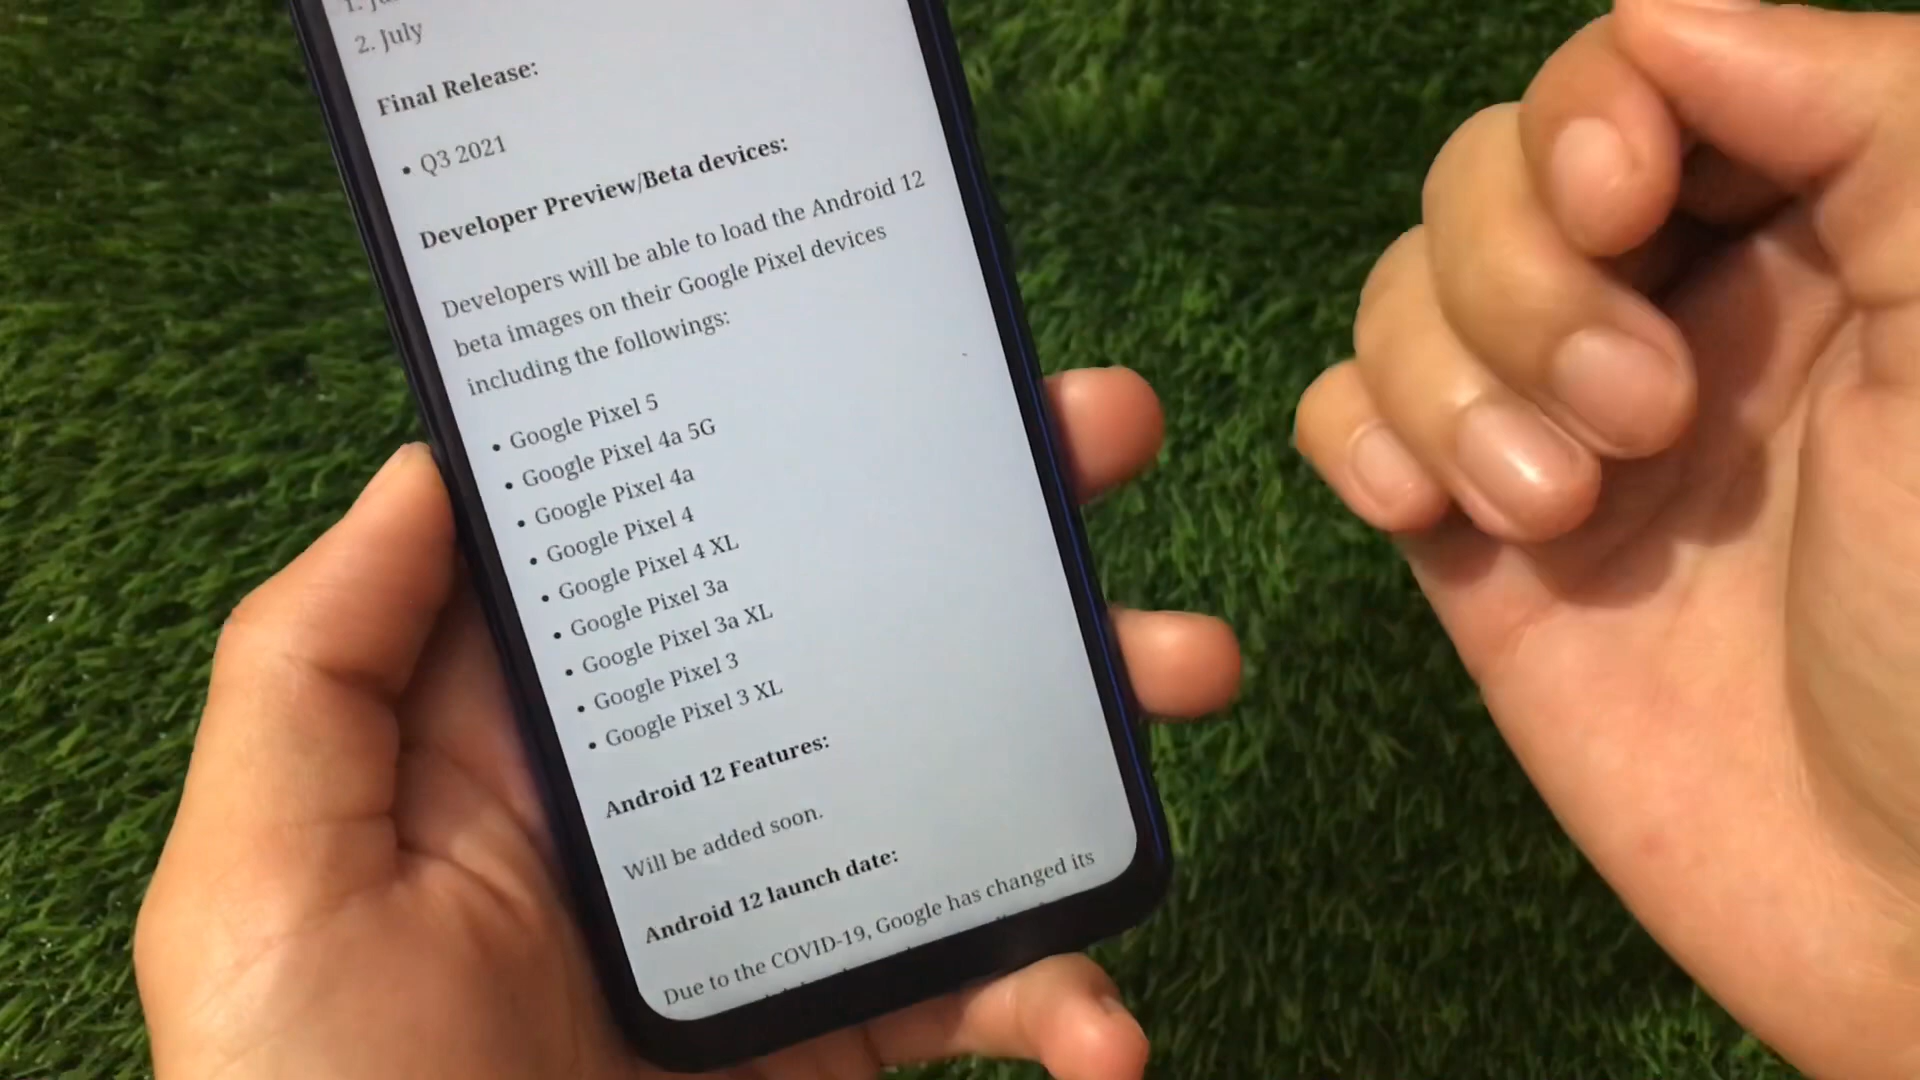 2. July
Final Release:
• Q3 2021
Developer Preview/Beta devices:
Developers will be able to load the Android 12
beta images on their Google Pixel devices
including the followings:
• Google Pixel 5
• Google Pixel 4a 5G
• Google Pixel 4a
• Google Pixel 4
• Google Pixel 4 XL
• Google Pixel 3a
• Google Pixel 3a XL
• Google Pixel 3
• Google Pixel 3 XL
Android 12 Features:
Will be added soon.
Android 12 launch date:
Due to the COVID-19, Google has changed its